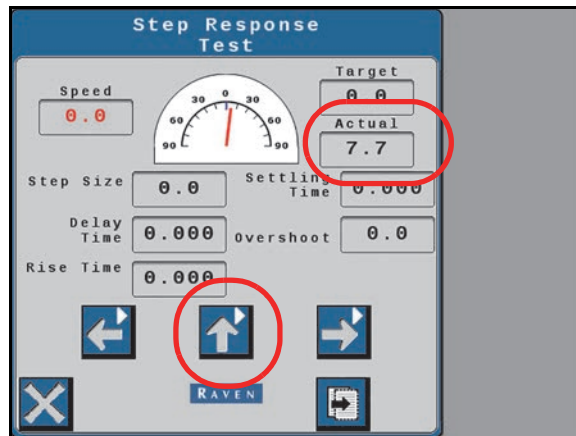 Step Response
Test
Speed
0.0
30 0 30
60 60
90 90
Target
0.0
Actual
7.7
Step Size
0.0
Settling
Time
0.000
Delay
Time
0.000
Overshoot
0.0
Rise Time
0.000
RAVEN